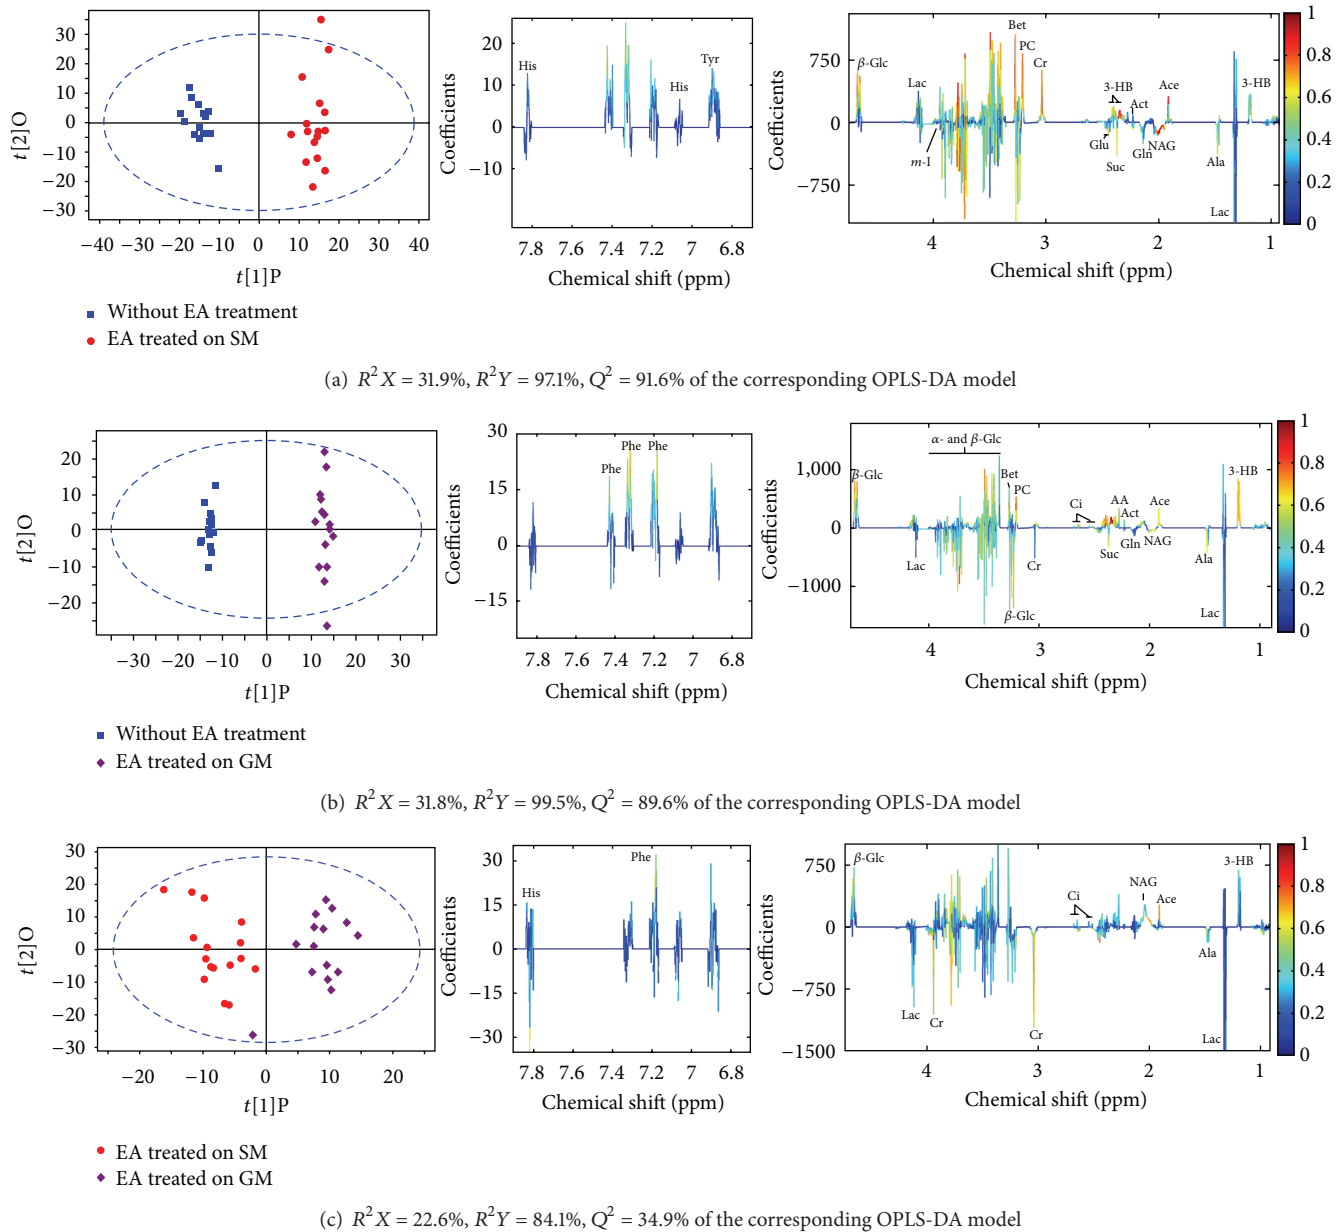 30
20
10
0
−10
−20
−30
−40 −30 −20 −10 0 10 20 30 40
t[2]O
t[1]P
Without EA treatment
EA treated on SM
20
10
0
−10
Coefficients
His
His
Tyr
7.8 7.6 7.4 7.2 7 6.8
Chemical shift (ppm)
750
0
−750
Coefficients
β-Glc
Lac
m-I
Bet
PC
Cr
3-HB
Act
Ace
3-HB
Glu
Suc
Gln
NAG
Ala
Lac
4 3 2 1
Chemical shift (ppm)
1
0.8
0.6
0.4
0.2
0
(a) R²X = 31.9%, R²Y = 97.1%, Q² = 91.6% of the corresponding OPLS-DA model
20
10
0
−10
−20
−30 −20 −10 0 10 20 30
t[2]O
t[1]P
Without EA treatment
EA treated on GM
30
15
0
−15
Coefficients
Phe
Phe
Phe
7.8 7.6 7.4 7.2 7 6.8
Chemical shift (ppm)
1,000
0
−1000
Coefficients
β-Glc
α- and β-Glc
Bet
PC
Ci
AA
Act
Ace
3-HB
Lac
β-Glc
Cr
Suc
Gln
NAG
Ala
Lac
4 3 2 1
Chemical shift (ppm)
1
0.8
0.6
0.4
0.2
0
(b) R²X = 31.8%, R²Y = 99.5%, Q² = 89.6% of the corresponding OPLS-DA model
30
20
10
0
−10
−20
−30
−20 −10 0 10 20
t[2]O
t[1]P
EA treated on SM
EA treated on GM
30
15
0
−15
−30
Coefficients
His
Phe
7.8 7.6 7.4 7.2 7 6.8
Chemical shift (ppm)
750
0
−750
−1500
Coefficients
β-Glc
Ci
NAG
Ace
3-HB
Lac
Cr
Cr
Ala
Lac
4 3 2 1
Chemical shift (ppm)
1
0.8
0.6
0.4
0.2
0
(c) R²X = 22.6%, R²Y = 84.1%, Q² = 34.9% of the corresponding OPLS-DA model